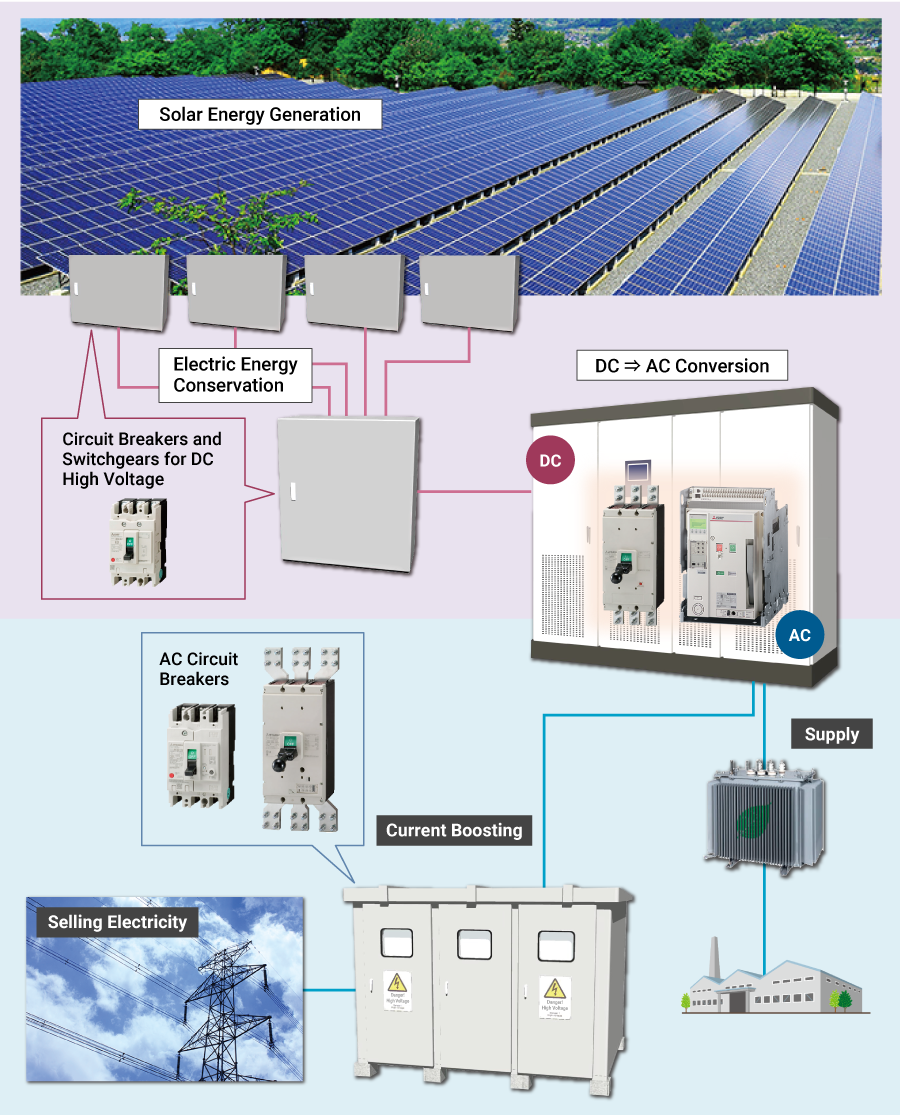 Solar Energy Generation
Electric Energy
Conservation
DC ⇒ AC Conversion
Circuit Breakers and
Switchgears for DC
High Voltage
DC
AC
AC Circuit
Breakers
Supply
Current Boosting
Selling Electricity
Danger!
High Voltage
Danger!
High Voltage